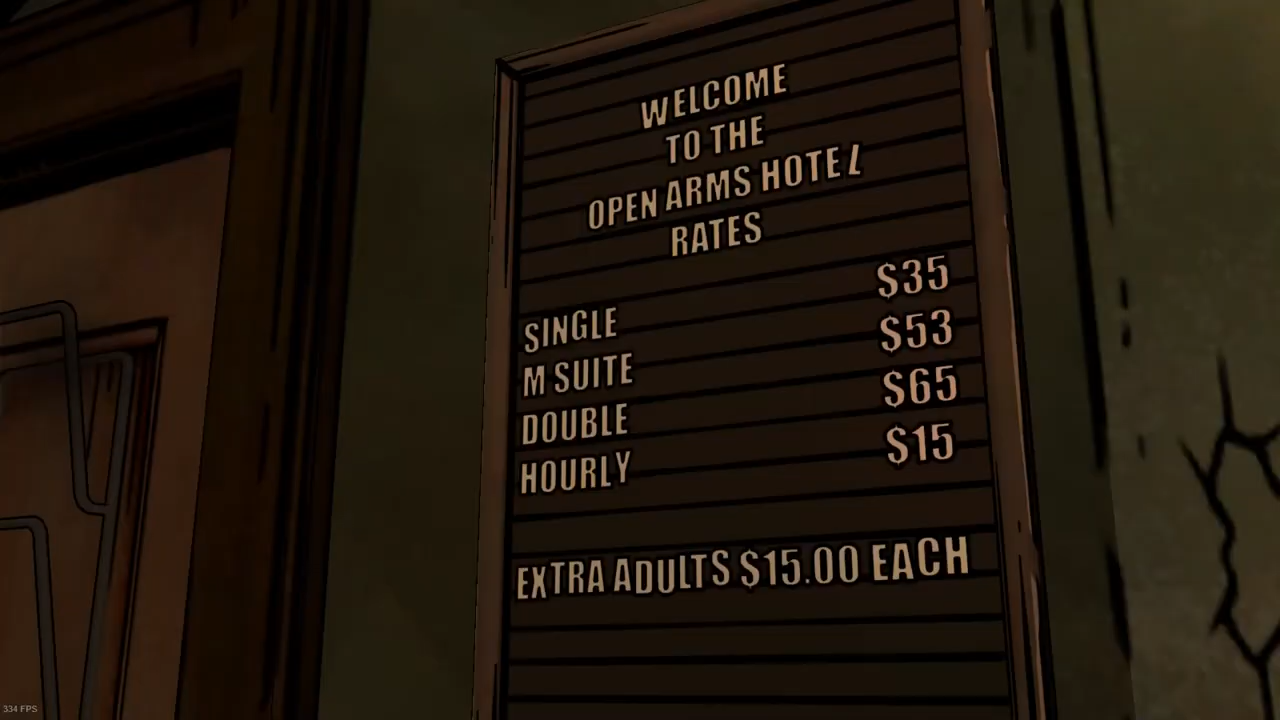 WELCOME
TO THE
OPEN ARMS HOTEL
RATES
SINGLE $35
M SUITE $53
DOUBLE $65
HOURLY $15
EXTRA ADULTS $15.00 EACH
334 FPS